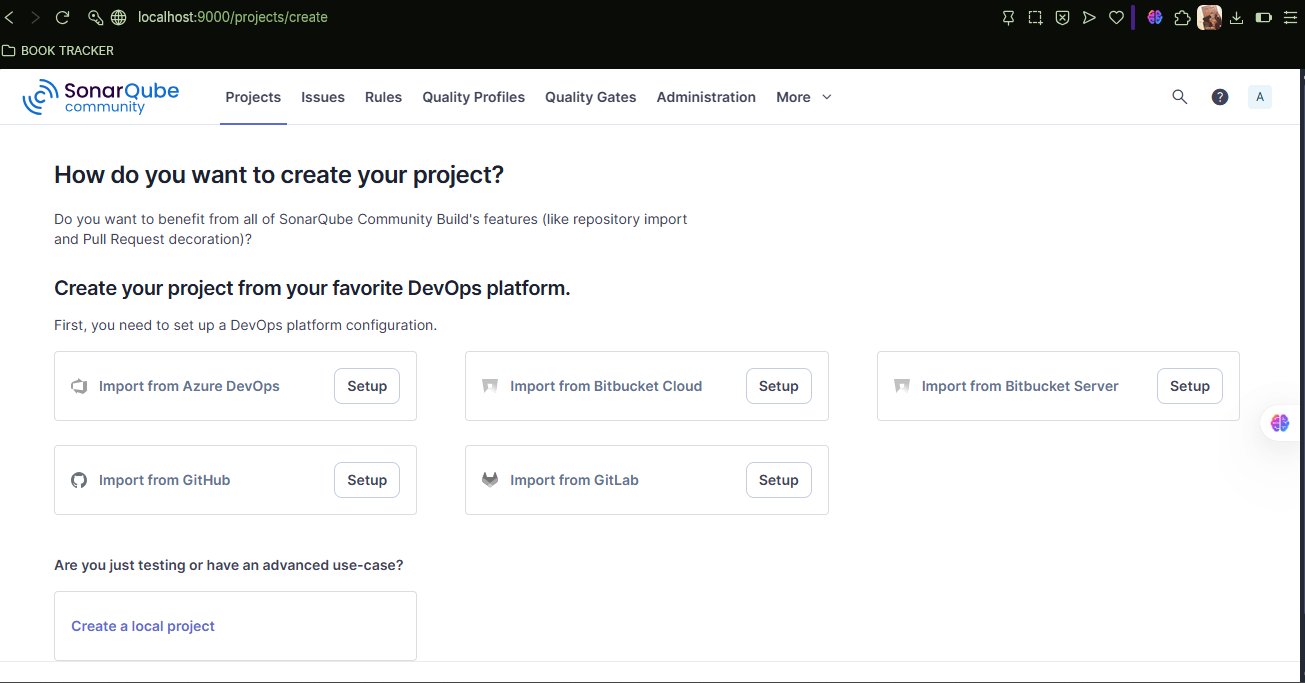 localhost:9000/projects/create
BOOK TRACKER
SonarQube
community
Projects Issues Rules Quality Profiles Quality Gates Administration More ? A
How do you want to create your project?
Do you want to benefit from all of SonarQube Community Build's features (like repository import
and Pull Request decoration)?
Create your project from your favorite DevOps platform.
First, you need to set up a DevOps platform configuration.
Import from Azure DevOps Setup Import from Bitbucket Cloud Setup Import from Bitbucket Server Setup
Import from GitHub Setup Import from GitLab Setup
Are you just testing or have an advanced use-case?
Create a local project